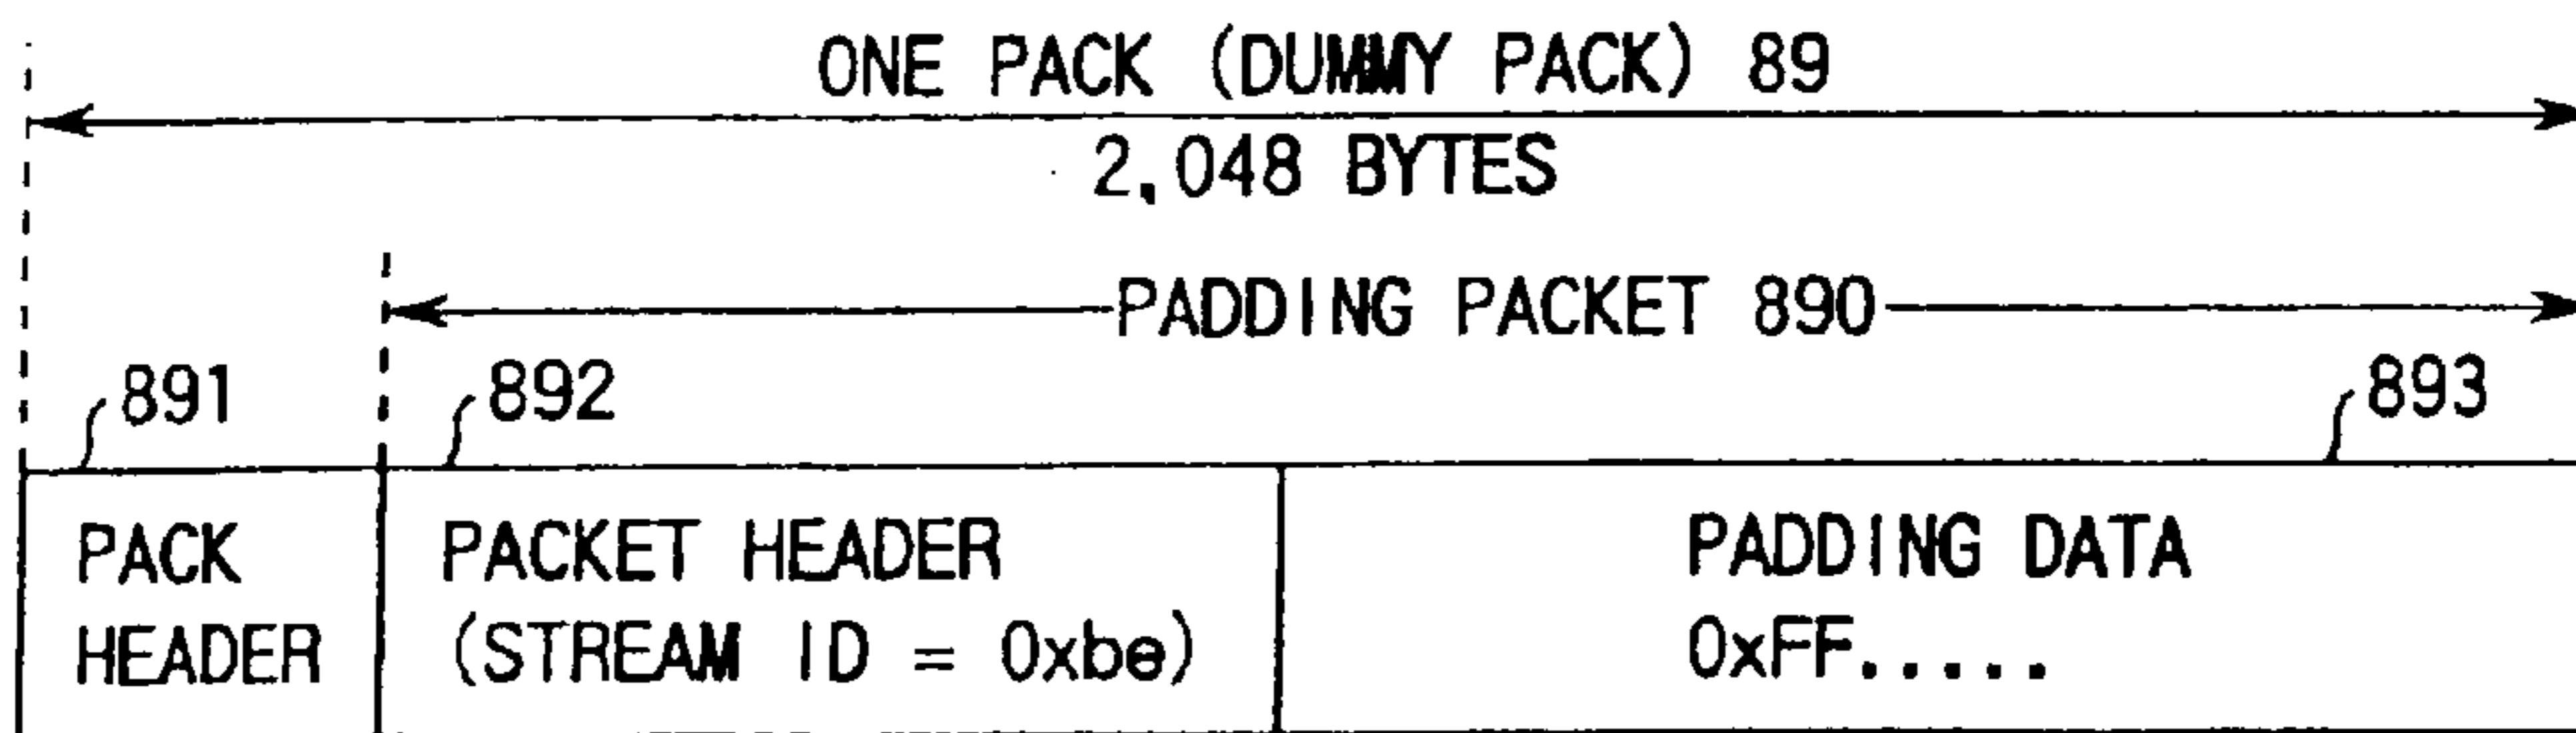 ONE PACK (DUMMY PACK) 89
2,048 BYTES
PADDING PACKET 890
891
892
893
PACK
HEADER
PACKET HEADER
(STREAM ID = 0xbe)
PADDING DATA
0xFF.....